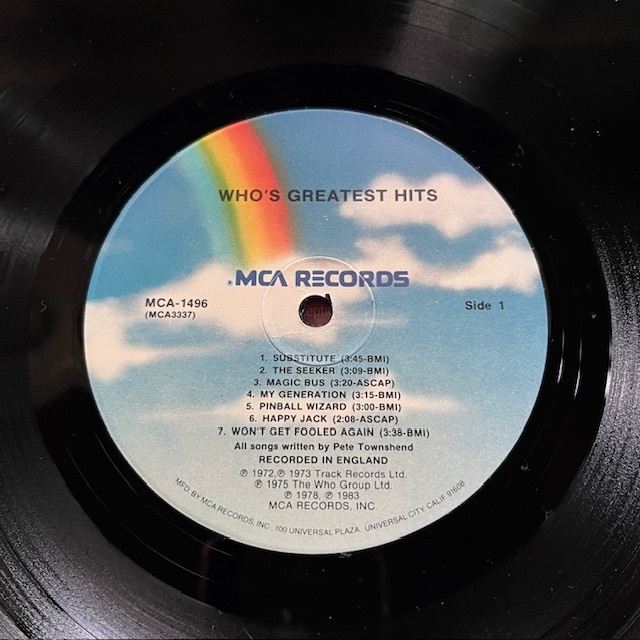 WHO'S GREATEST HITS
®MCA RECORDS
MCA-1496
(MCA3337)
Side 1
1. SUBSTITUTE (3:45-BMI)
2. THE SEEKER (3:09-BMI)
3. MAGIC BUS (3:20-ASCAP)
4. MY GENERATION (3:15-BMI)
5. PINBALL WIZARD (3:00-BMI)
6. HAPPY JACK (2:08-ASCAP)
7. WON'T GET FOOLED AGAIN (3:38-BMI)
All songs written by Pete Townshend
RECORDED IN ENGLAND
℗ 1972,℗ 1973 Track Records Ltd.
℗ 1975 The Who Group Ltd.
℗ 1978, ℗ 1983
MCA RECORDS, INC.
MFD BY MCA RECORDS, INC. 100 UNIVERSAL PLAZA, UNIVERSAL CITY, CALIF. 91608